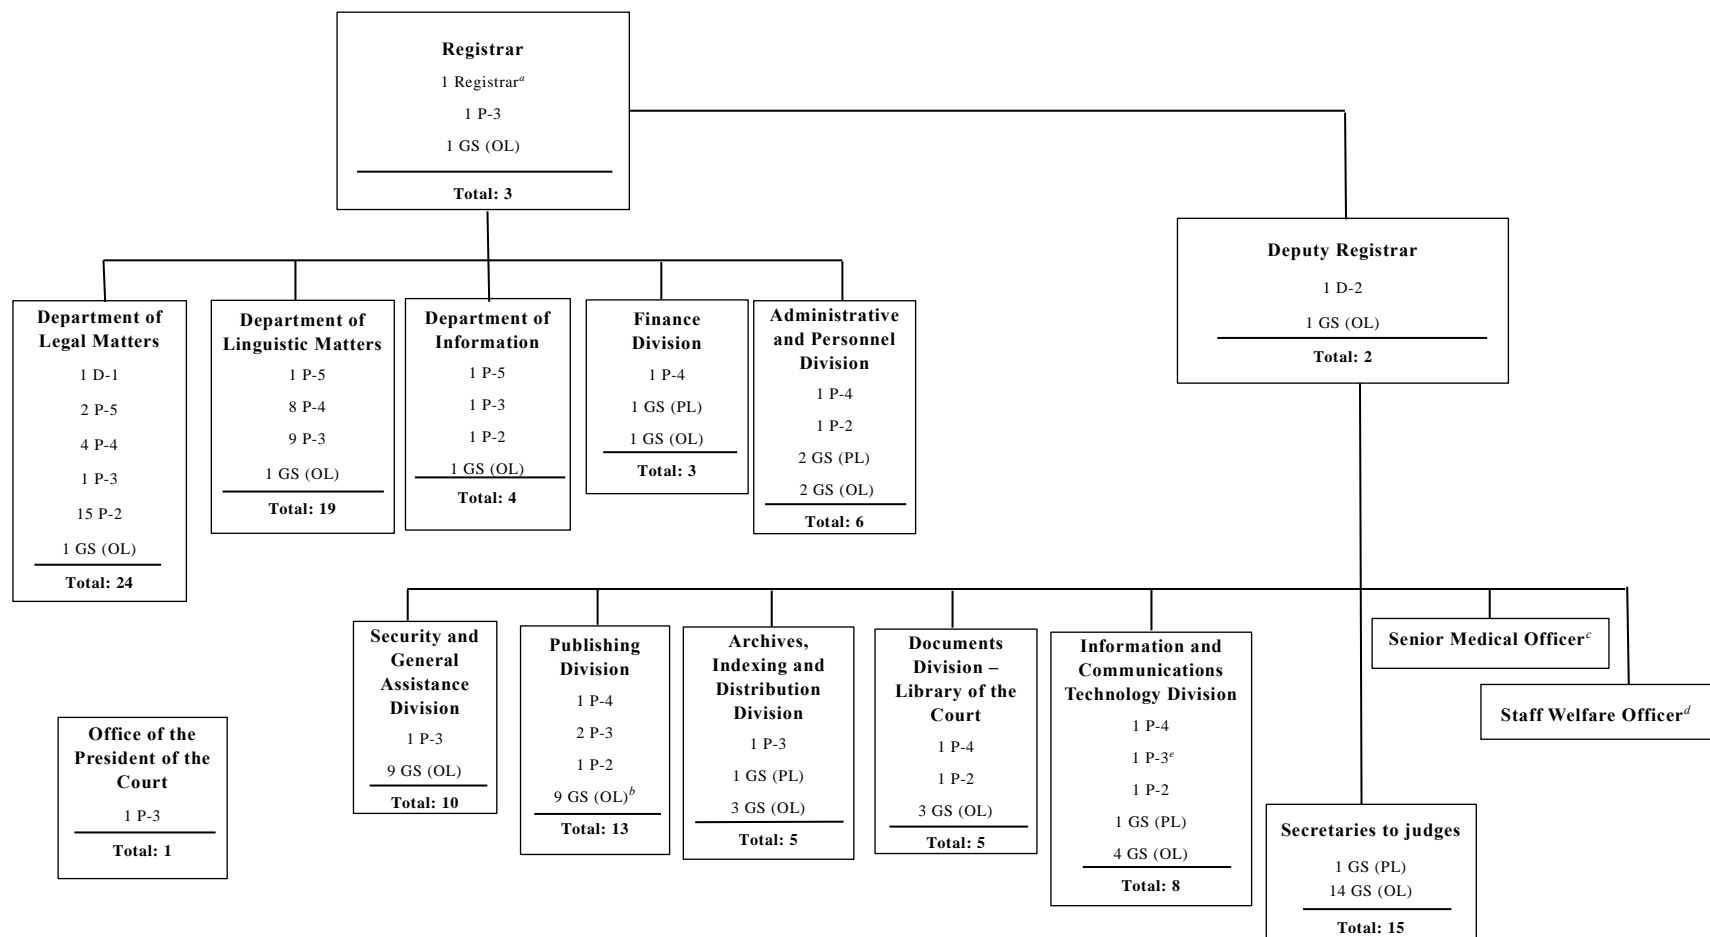 Registrar
1 Registrar^a
1 P-3
1 GS (OL)
Total: 3
Deputy Registrar
1 D-2
1 GS (OL)
Total: 2
Department of
Legal Matters
1 D-1
2 P-5
4 P-4
1 P-3
15 P-2
1 GS (OL)
Total: 24
Department of
Linguistic Matters
1 P-5
8 P-4
9 P-3
1 GS (OL)
Total: 19
Department of
Information
1 P-5
1 P-3
1 P-2
1 GS (OL)
Total: 4
Finance
Division
1 P-4
1 GS (PL)
1 GS (OL)
Total: 3
Administrative
and Personnel
Division
1 P-4
1 P-2
2 GS (PL)
2 GS (OL)
Total: 6
Office of the
President of the
Court
1 P-3
Total: 1
Security and
General
Assistance
Division
1 P-3
9 GS (OL)
Total: 10
Publishing
Division
1 P-4
2 P-3
1 P-2
9 GS (OL)^b
Total: 13
Archives,
Indexing and
Distribution
Division
1 P-3
1 GS (PL)
3 GS (OL)
Total: 5
Documents
Division –
Library of the
Court
1 P-4
1 P-2
3 GS (OL)
Total: 5
Information and
Communications
Technology Division
1 P-4
1 P-3^e
1 P-2
1 GS (PL)
4 GS (OL)
Total: 8
Secretaries to judges
1 GS (PL)
14 GS (OL)
Total: 15
Senior Medical Officer^c
Staff Welfare Officer^d